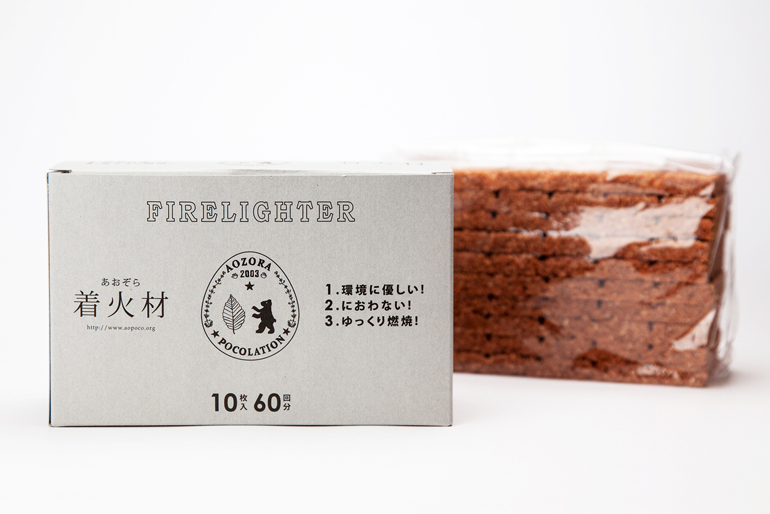 FIRELIGHTER
あおぞら
着火材
http://www.aopoco.org
AOZORA
2003
POCOLATION
1.環境に優しい!
2.におわない!
3.ゆっくり燃焼!
10枚入 60回分